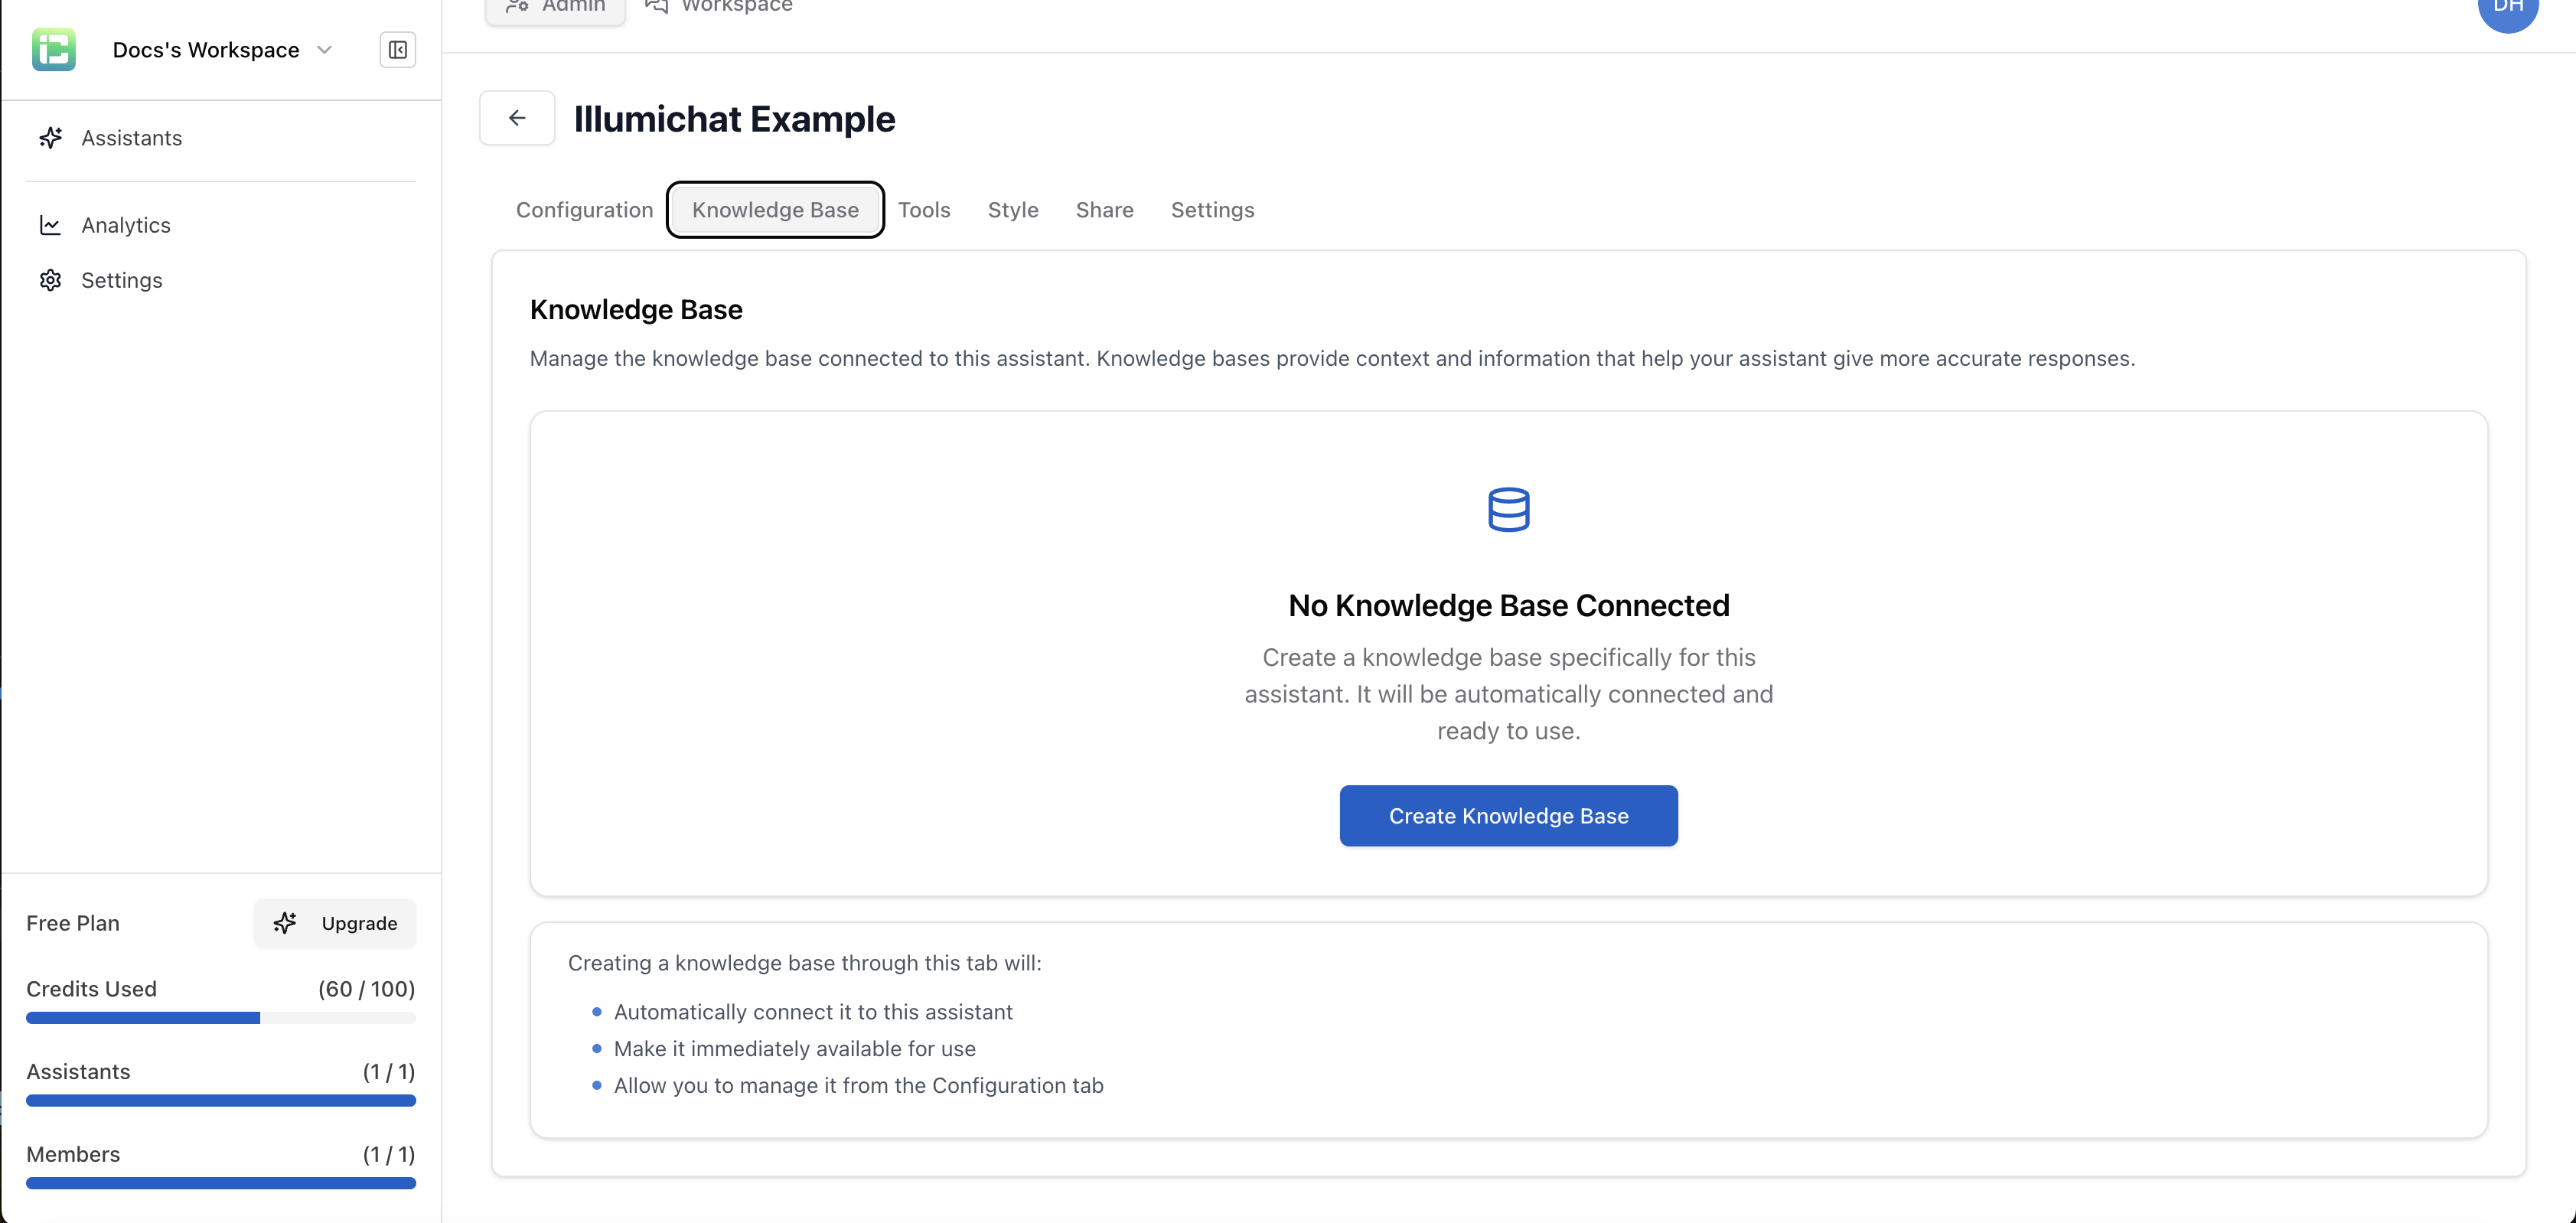 Admin
Workspace
DH
Docs's Workspace
Assistants
Analytics
Settings
Free Plan
Upgrade
Credits Used
(60 / 100)
Assistants
(1 / 1)
Members
(1 / 1)
Illumichat Example
Configuration
Knowledge Base
Tools
Style
Share
Settings
Knowledge Base
Manage the knowledge base connected to this assistant. Knowledge bases provide context and information that help your assistant give more accurate responses.
No Knowledge Base Connected
Create a knowledge base specifically for this
assistant. It will be automatically connected and
ready to use.
Create Knowledge Base
Creating a knowledge base through this tab will:
Automatically connect it to this assistant
Make it immediately available for use
Allow you to manage it from the Configuration tab